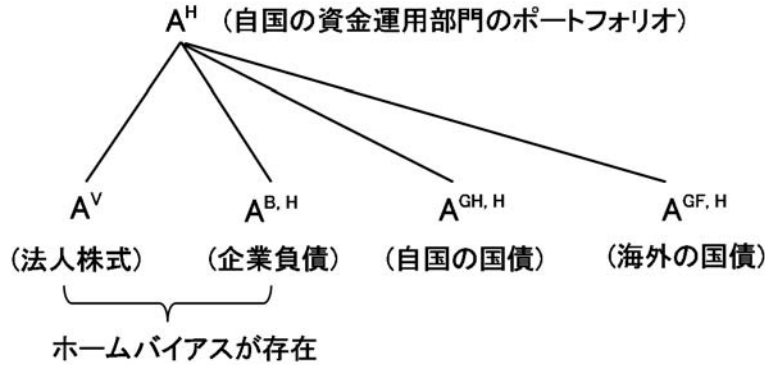 A^H (自国の資金運用部門のポートフォリオ)
A^V A^B, H A^GH, H A^GF, H
(法人株式) (企業負債) (自国の国債) (海外の国債)
ホームバイアスが存在